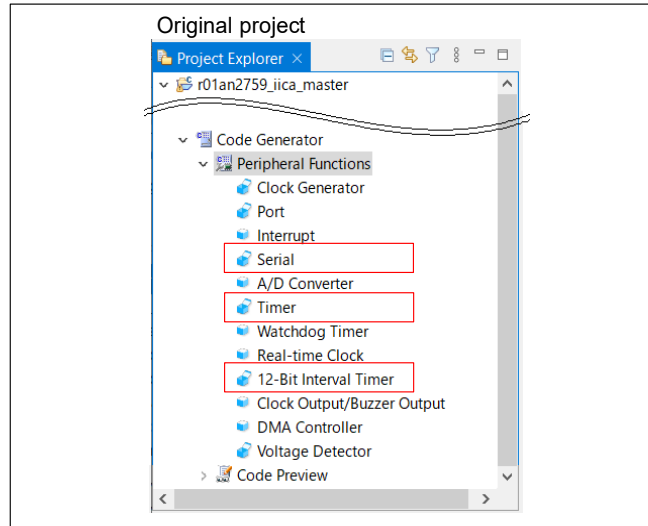 Original project
Project Explorer
r01an2759_iica_master
Code Generator
Peripheral Functions
Clock Generator
Port
Interrupt
Serial
A/D Converter
Timer
Watchdog Timer
Real-time Clock
12-Bit Interval Timer
Clock Output/Buzzer Output
DMA Controller
Voltage Detector
Code Preview